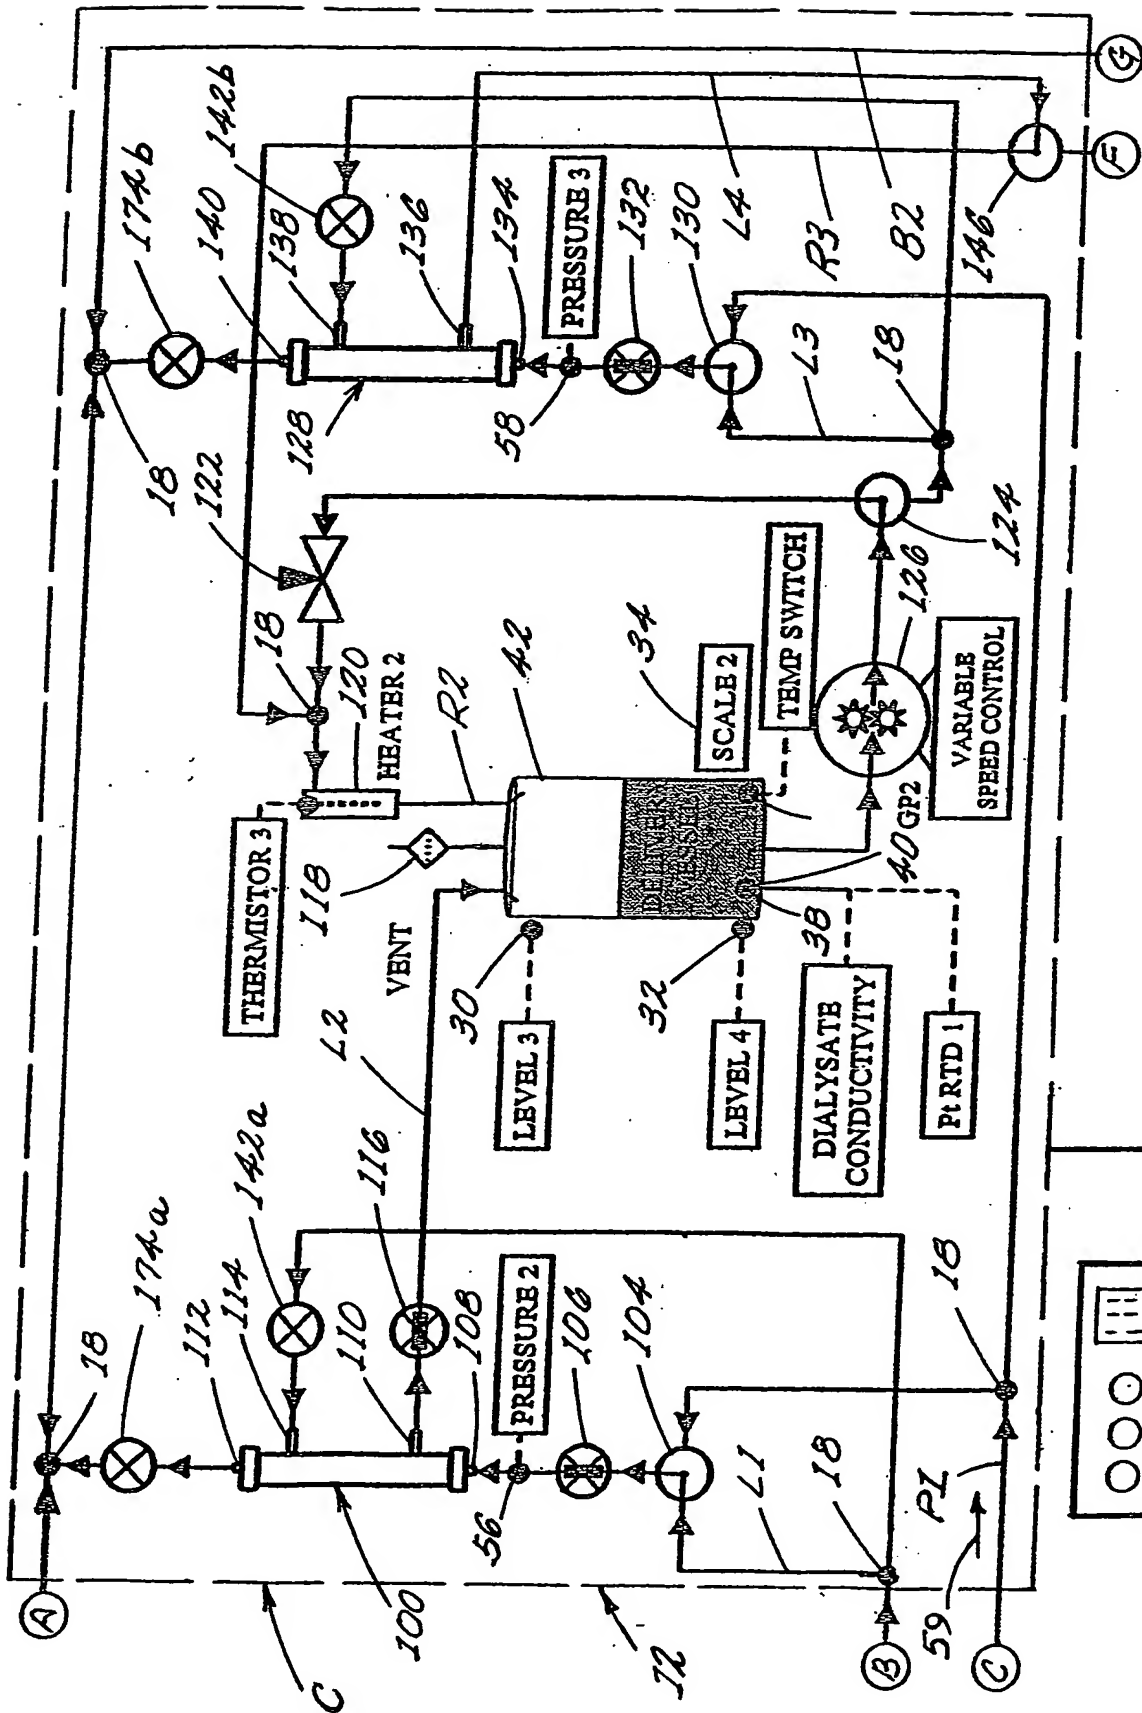 A
C
12
100
112
114
174a
18
142a
110
116
108
PRESSURE 2
56
106
104
L1
18
B
59
P1
C
18
L2
VENT
118
THERMISTOR 3
HEATER 2
120
18
122
R2
42
DELIVERY
VESSEL
30
LEVEL 3
32
LEVEL 4
38
40
DIALYSATE
CONDUCTIVITY
Pt RTD 1
SCALE 2
34
TEMP SWITCH
GP2
126
VARIABLE
SPEED CONTROL
124
18
174b
140
138
142b
128
136
134
PRESSURE 3
58
132
130
L3
18
L4
R3
B2
146
F
G